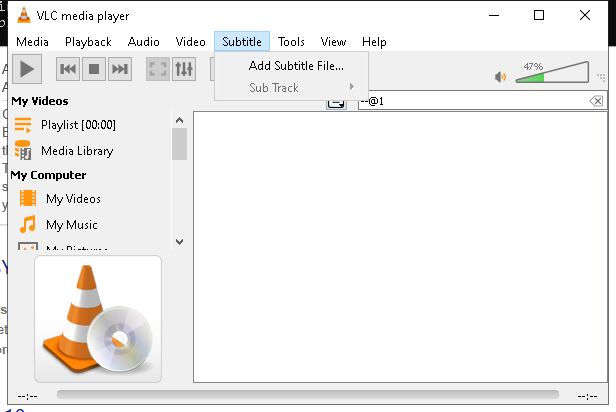 VLC media player
Media Playback Audio Video Subtitle Tools View Help
Add Subtitle File...
Sub Track
47%
My Videos
--@1
Playlist [00:00]
Media Library
My Computer
My Videos
My Music
--:-- --:--